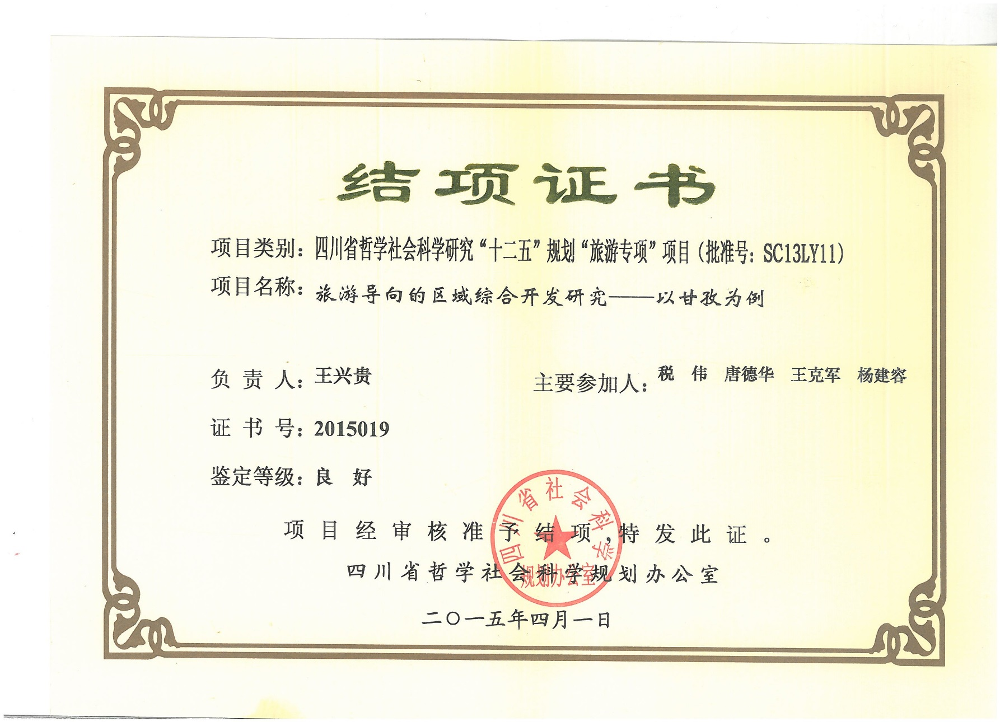 结项证书
项目类别：四川省哲学社会科学研究“十二五”规划“旅游专项”项目（批准号：SC13LY11）
项目名称：旅游导向的区域综合开发研究——以甘孜为例
负 责 人：王兴贵 主要参加人：税 伟 唐德华 王克军 杨建容
证 书 号：2015019
鉴定等级：良 好
项目经审核准予结项，特发此证。
四川省哲学社会科学规划办公室
二〇一五年四月一日
四川省社会科学
规划办公室